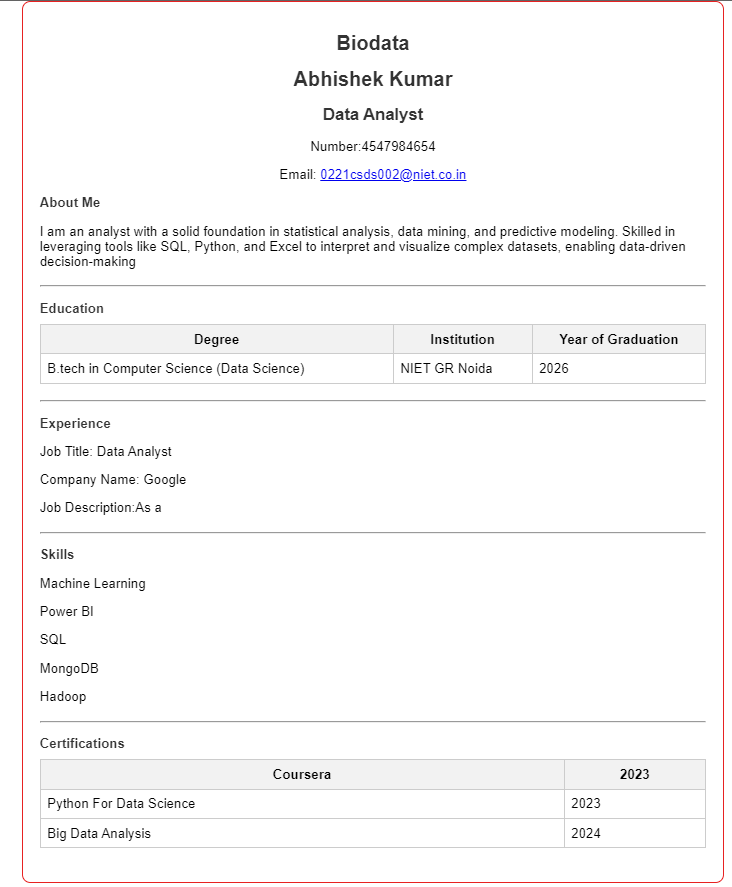 Biodata
Abhishek Kumar
Data Analyst
Number:4547984654
Email: 0221csds002@niet.co.in
About Me
I am an analyst with a solid foundation in statistical analysis, data mining, and predictive modeling. Skilled in
leveraging tools like SQL, Python, and Excel to interpret and visualize complex datasets, enabling data-driven
decision-making
Education
Degree Institution Year of Graduation
B.tech in Computer Science (Data Science) NIET GR Noida 2026
Experience
Job Title: Data Analyst
Company Name: Google
Job Description:As a
Skills
Machine Learning
Power BI
SQL
MongoDB
Hadoop
Certifications
Coursera 2023
Python For Data Science 2023
Big Data Analysis 2024